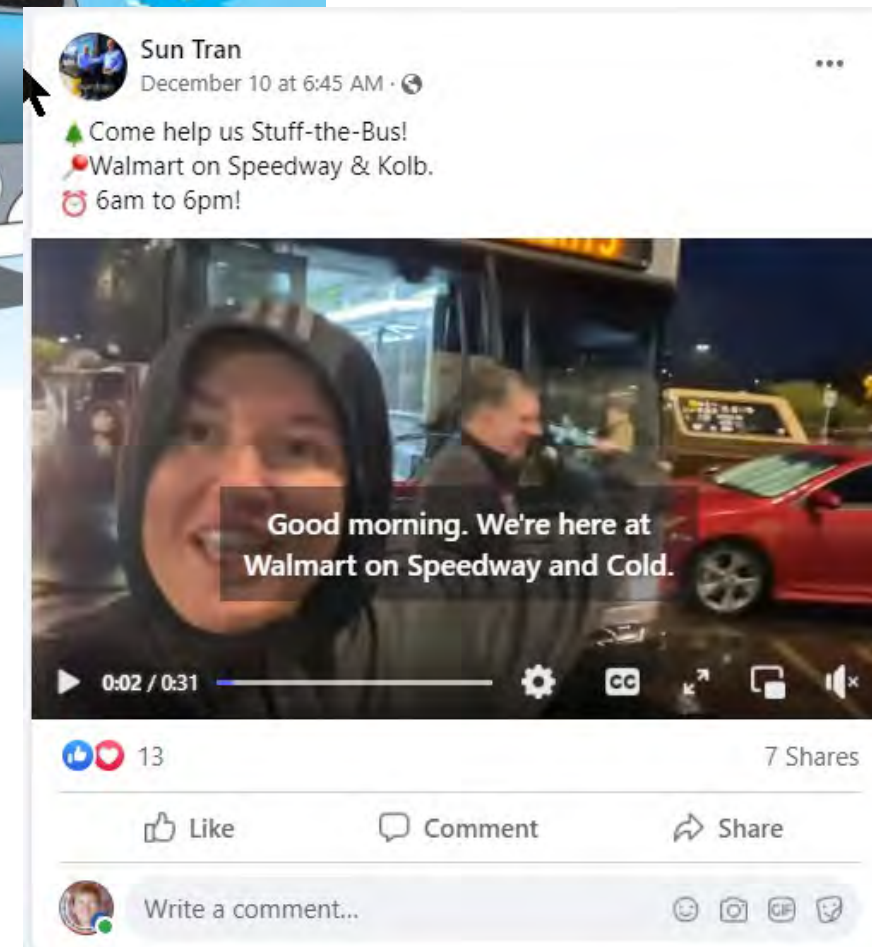 Sun Tran
December 10 at 6:45 AM ·
Come help us Stuff-the-Bus!
Walmart on Speedway & Kolb.
6am to 6pm!
Good morning. We're here at
Walmart on Speedway and Cold.
0:02 / 0:31
CC
13
7 Shares
Like
Comment
Share
Write a comment...
GIF